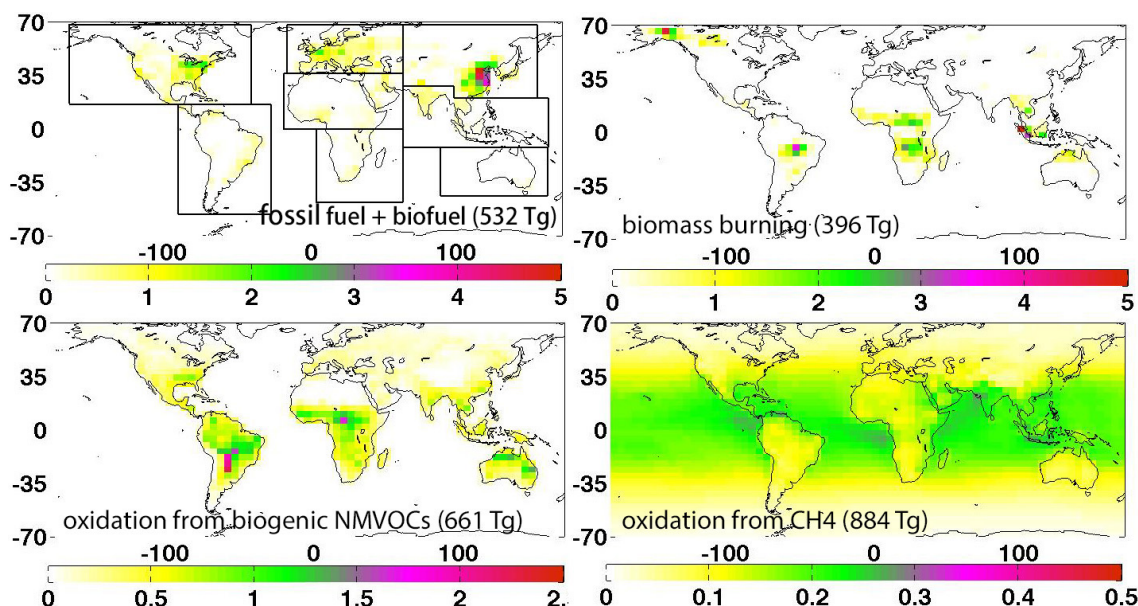 70
35
0
-35
-70
fossil fuel + biofuel (532 Tg)
-100 0 100
0 1 2 3 4 5
70
35
0
-35
-70
biomass burning (396 Tg)
-100 0 100
0 1 2 3 4 5
70
35
0
-35
-70
oxidation from biogenic NMVOCs (661 Tg)
-100 0 100
0 0.5 1 1.5 2 2.
70
35
0
-35
-70
oxidation from CH4 (884 Tg)
-100 0 100
0 0.1 0.2 0.3 0.4 0.5